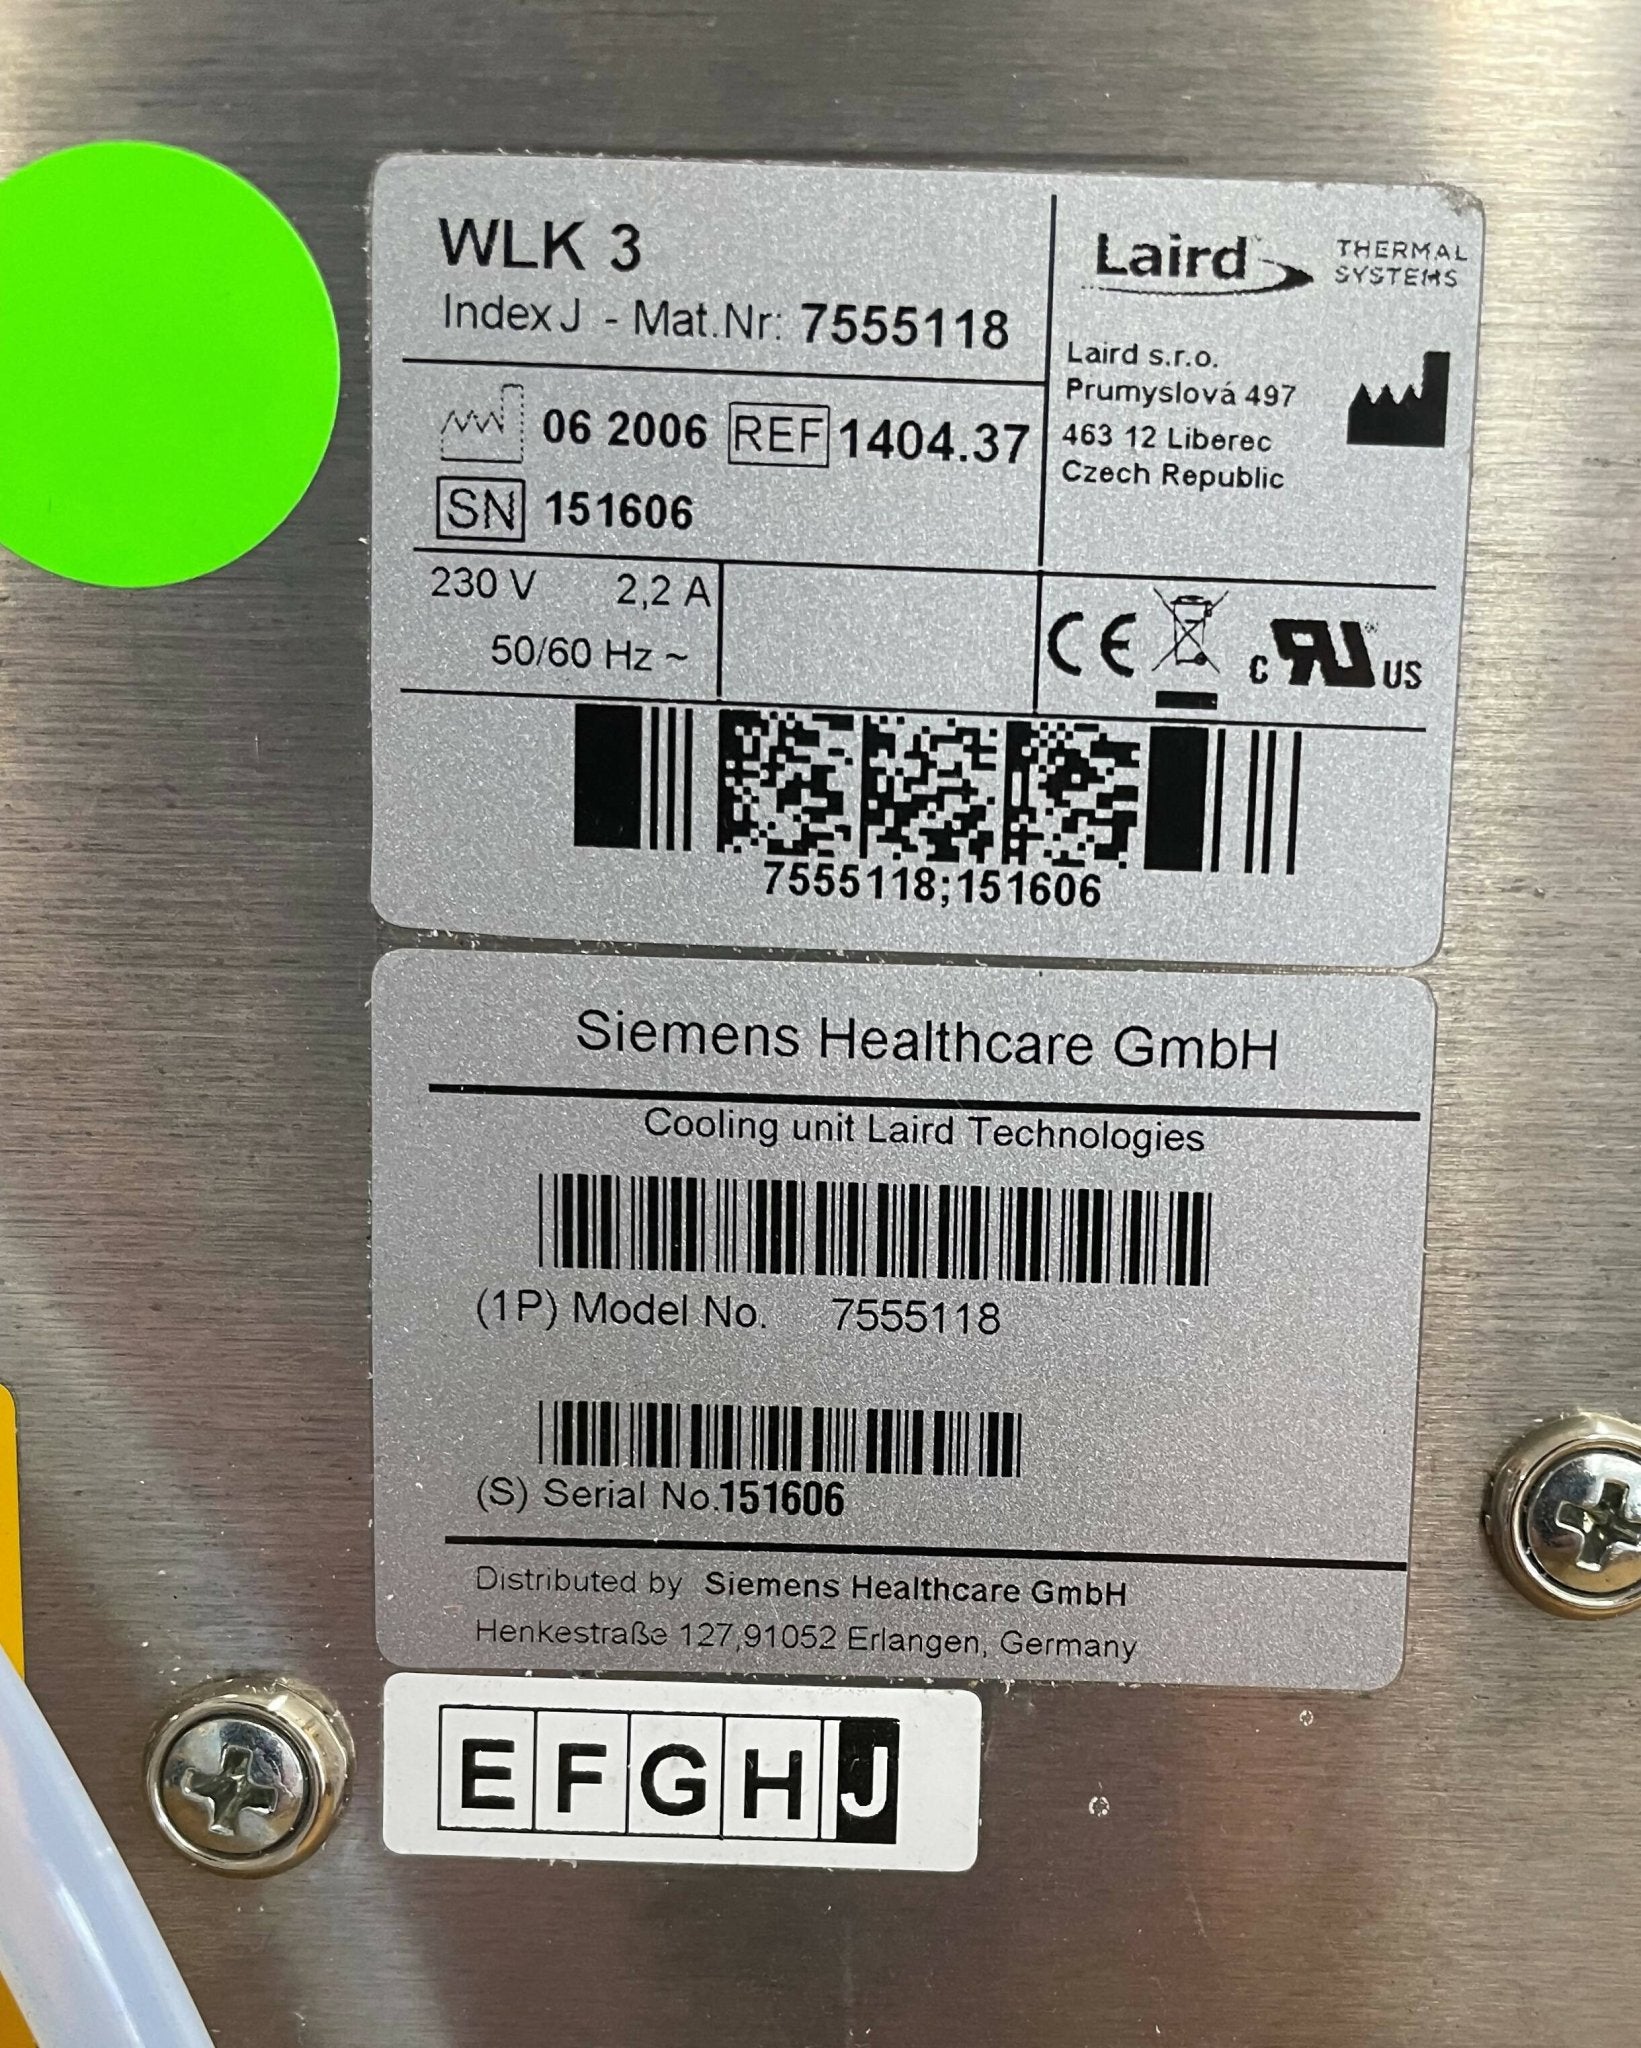 WLK 3
Index J - Mat.Nr: 7555118
06 2006 REF 1404.37
SN 151606
230 V 2,2 A
50/60 Hz ~
Laird THERMAL
SYSTEMS
Laird s.r.o.
Prumyslová 497
463 12 Liberec
Czech Republic
CE c RU US
7555118;151606
Siemens Healthcare GmbH
Cooling unit Laird Technologies
(1P) Model No. 7555118
(S) Serial No.151606
Distributed by Siemens Healthcare GmbH
Henkestraße 127,91052 Erlangen, Germany
E F G H J